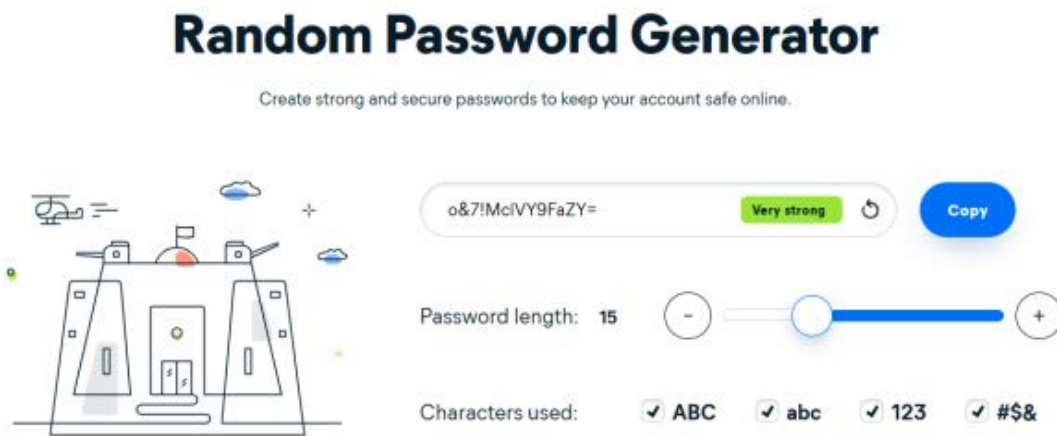 Random Password Generator
Create strong and secure passwords to keep your account safe online.
o&7!McIVY9FaZY= Very strong Copy
Password length: 15 - +
Characters used: ABC abc 123 #$&